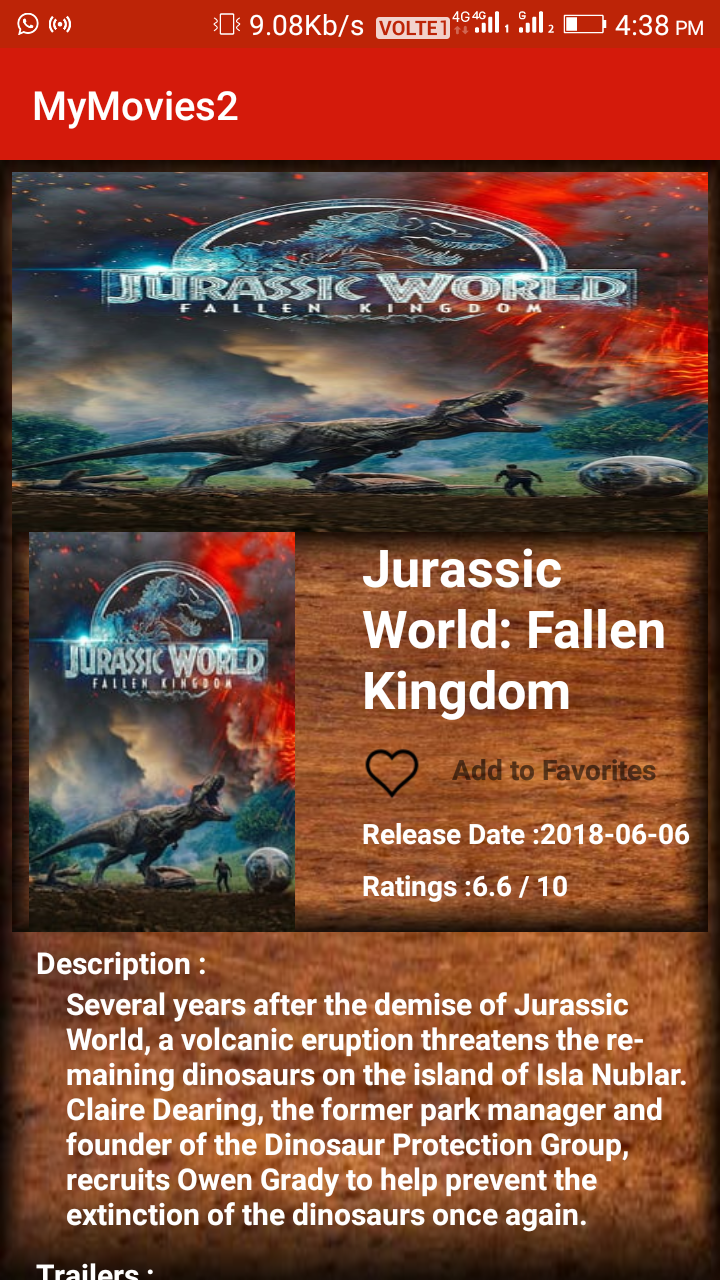 9.08Kb/s VOLTE1 4G 4G 1 G 2 4:38 PM
MyMovies2
JURASSIC WORLD
FALLEN KINGDOM
JURASSIC WORLD
FALLEN KINGDOM
Jurassic
World: Fallen
Kingdom
Add to Favorites
Release Date :2018-06-06
Ratings :6.6 / 10
Description :
Several years after the demise of Jurassic
World, a volcanic eruption threatens the re-
maining dinosaurs on the island of Isla Nublar.
Claire Dearing, the former park manager and
founder of the Dinosaur Protection Group,
recruits Owen Grady to help prevent the
extinction of the dinosaurs once again.
Trailers :